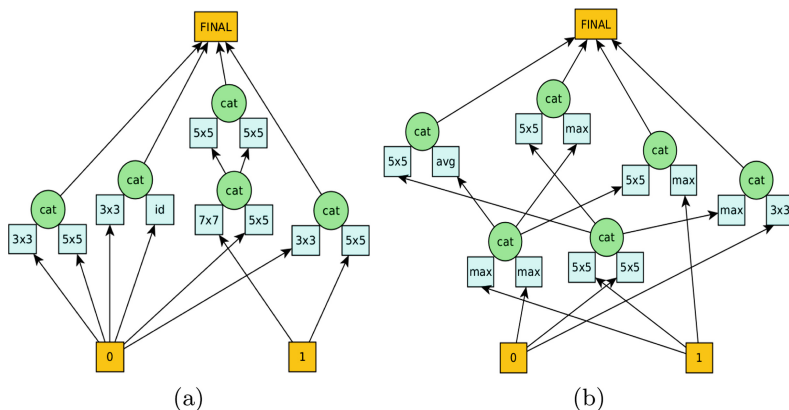 FINAL
cat
5x5 5x5
cat
3x3 id
cat
7x7 5x5
cat
3x3 5x5
cat
3x3 5x5
0 1
(a)
FINAL
cat
5x5 max
cat
5x5 avg
cat
5x5 max
cat
max 3x3
cat
max max
cat
5x5 5x5
0 1
(b)